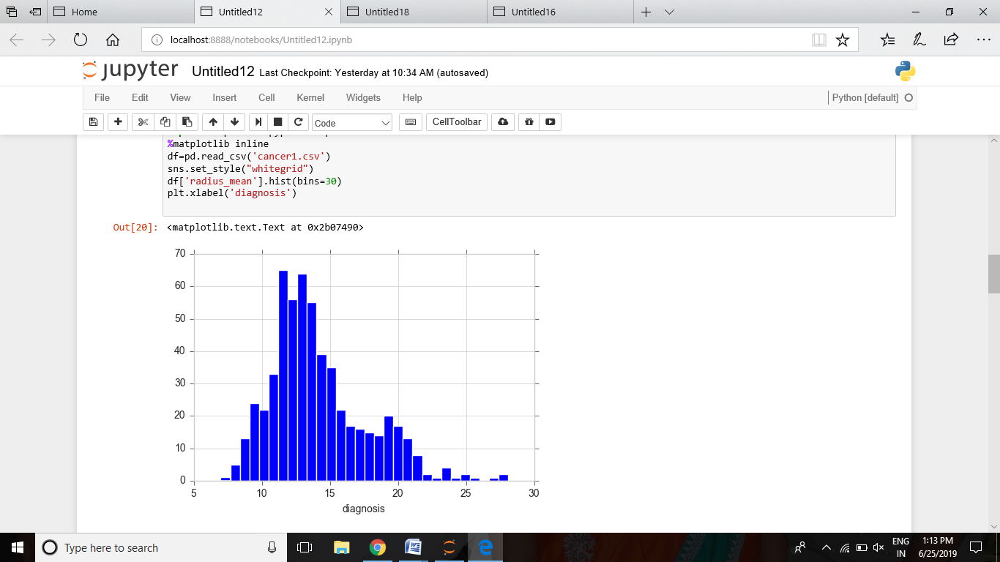 Home
Untitled12
Untitled18
Untitled16
localhost:8888/notebooks/Untitled12.ipynb
jupyter Untitled12 Last Checkpoint: Yesterday at 10:34 AM (autosaved)
File Edit View Insert Cell Kernel Widgets Help
Python [default]
Code
CellToolbar
%matplotlib inline
df=pd.read_csv('cancer1.csv')
sns.set_style("whitegrid")
df['radius_mean'].hist(bins=30)
plt.xlabel('diagnosis')
Out[20]: <matplotlib.text.Text at 0x2b07490>
70
60
50
40
30
20
10
0
5 10 15 20 25 30
diagnosis
Type here to search
ENG
IN
1:13 PM
6/25/2019